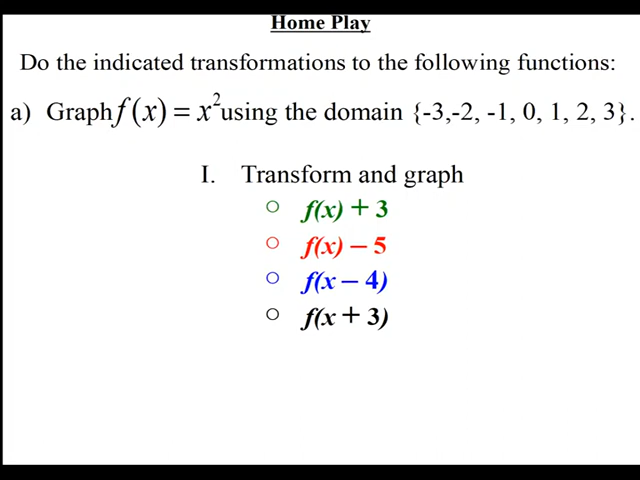 Home Play
Do the indicated transformations to the following functions:
a) Graph f(x) = x² using the domain {-3,-2, -1, 0, 1, 2, 3}.
I. Transform and graph
○ f(x) + 3
○ f(x) – 5
○ f(x – 4)
○ f(x + 3)